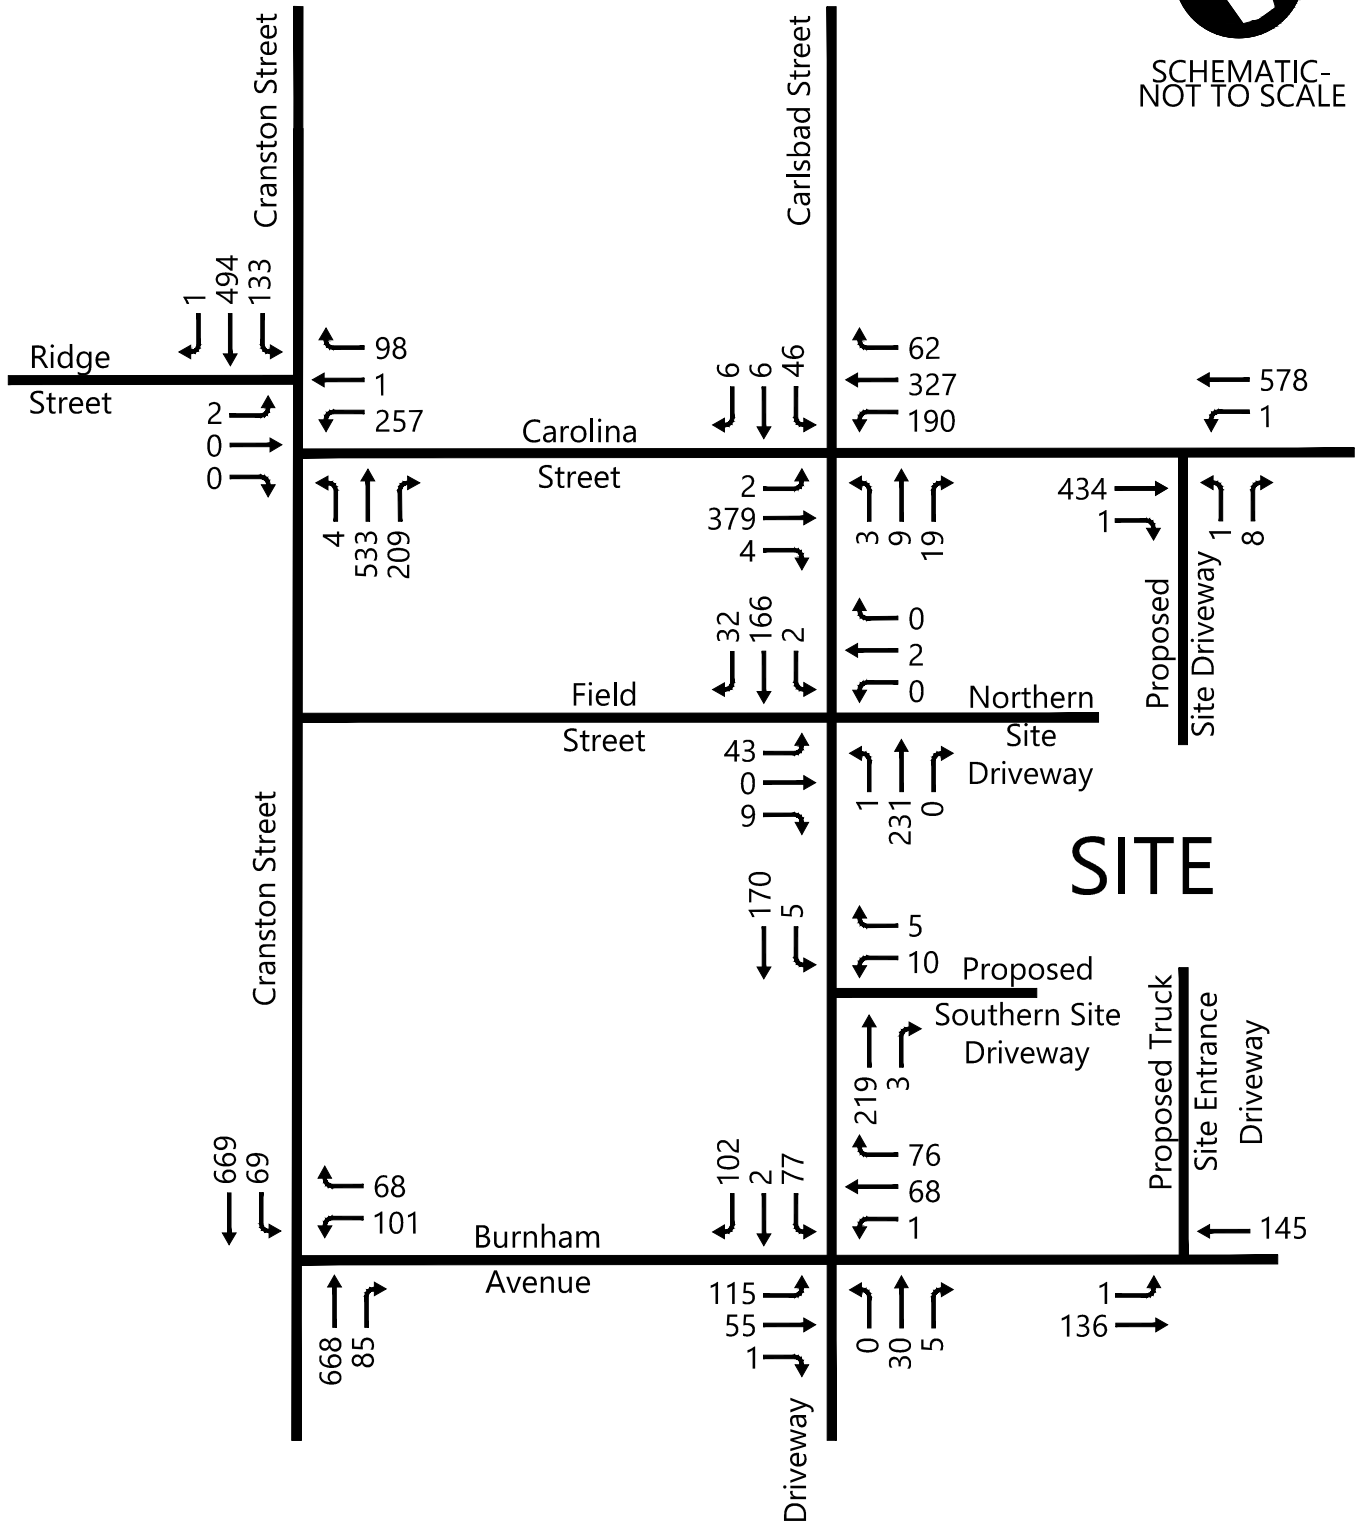 SCHEMATIC-
NOT TO SCALE
Cranston Street
Carlsbad Street
1
494
133
Ridge
Street
98
1
257
2
0
0
4
533
209
Carolina
Street
6
6
46
62
327
190
2
379
4
3
9
19
578
1
434
1
1
8
Proposed
Site Driveway
32
166
2
0
2
0
Field
Street
43
0
9
1
231
0
Northern
Site
Driveway
Cranston Street
SITE
170
5
5
10
Proposed
Southern Site
Driveway
219
3
Proposed Truck
Site Entrance
Driveway
669
69
68
101
668
85
Burnham
Avenue
102
2
77
76
68
1
115
55
1
0
30
5
145
1
136
Driveway